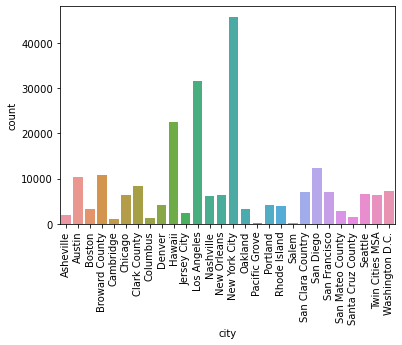 40000
30000
20000
10000
0
count
Asheville
Austin
Boston
Broward County
Cambridge
Chicago
Clark County
Columbus
Denver
Hawaii
Jersey City
Los Angeles
Nashville
New Orleans
New York City
Oakland
Pacific Grove
Portland
Rhode Island
Salem
San Clara Country
San Diego
San Francisco
San Mateo County
Santa Cruz County
Seattle
Twin Cities MSA
Washington D.C.
city